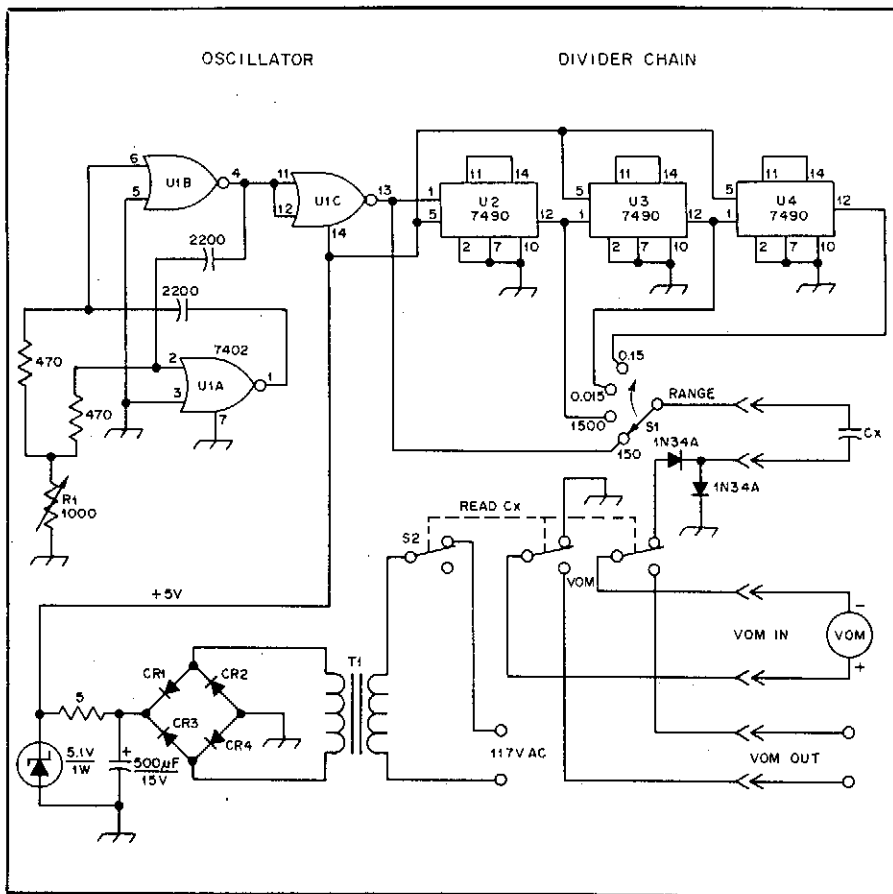 OSCILLATOR
DIVIDER CHAIN
6
U1B
4
5
11
U1C
13
12
14
2200
2200
7402
2
U1A
1
3
7
470
470
R1
1000
11 14
1
U2
5
7490
12
2 7 10
11 14
5
U3
1
7490
12
2 7 10
11 14
5
U4
12
1
7490
2 7 10
0.15
0.015
1500
150
S1
RANGE
Cx
1N34A
1N34A
READ Cx
S2
VOM
+5V
VOM IN
-
VOM
+
VOM OUT
117V AC
T1
CR1
CR2
CR3
CR4
5
5.1V
1W
+
500µF
15V